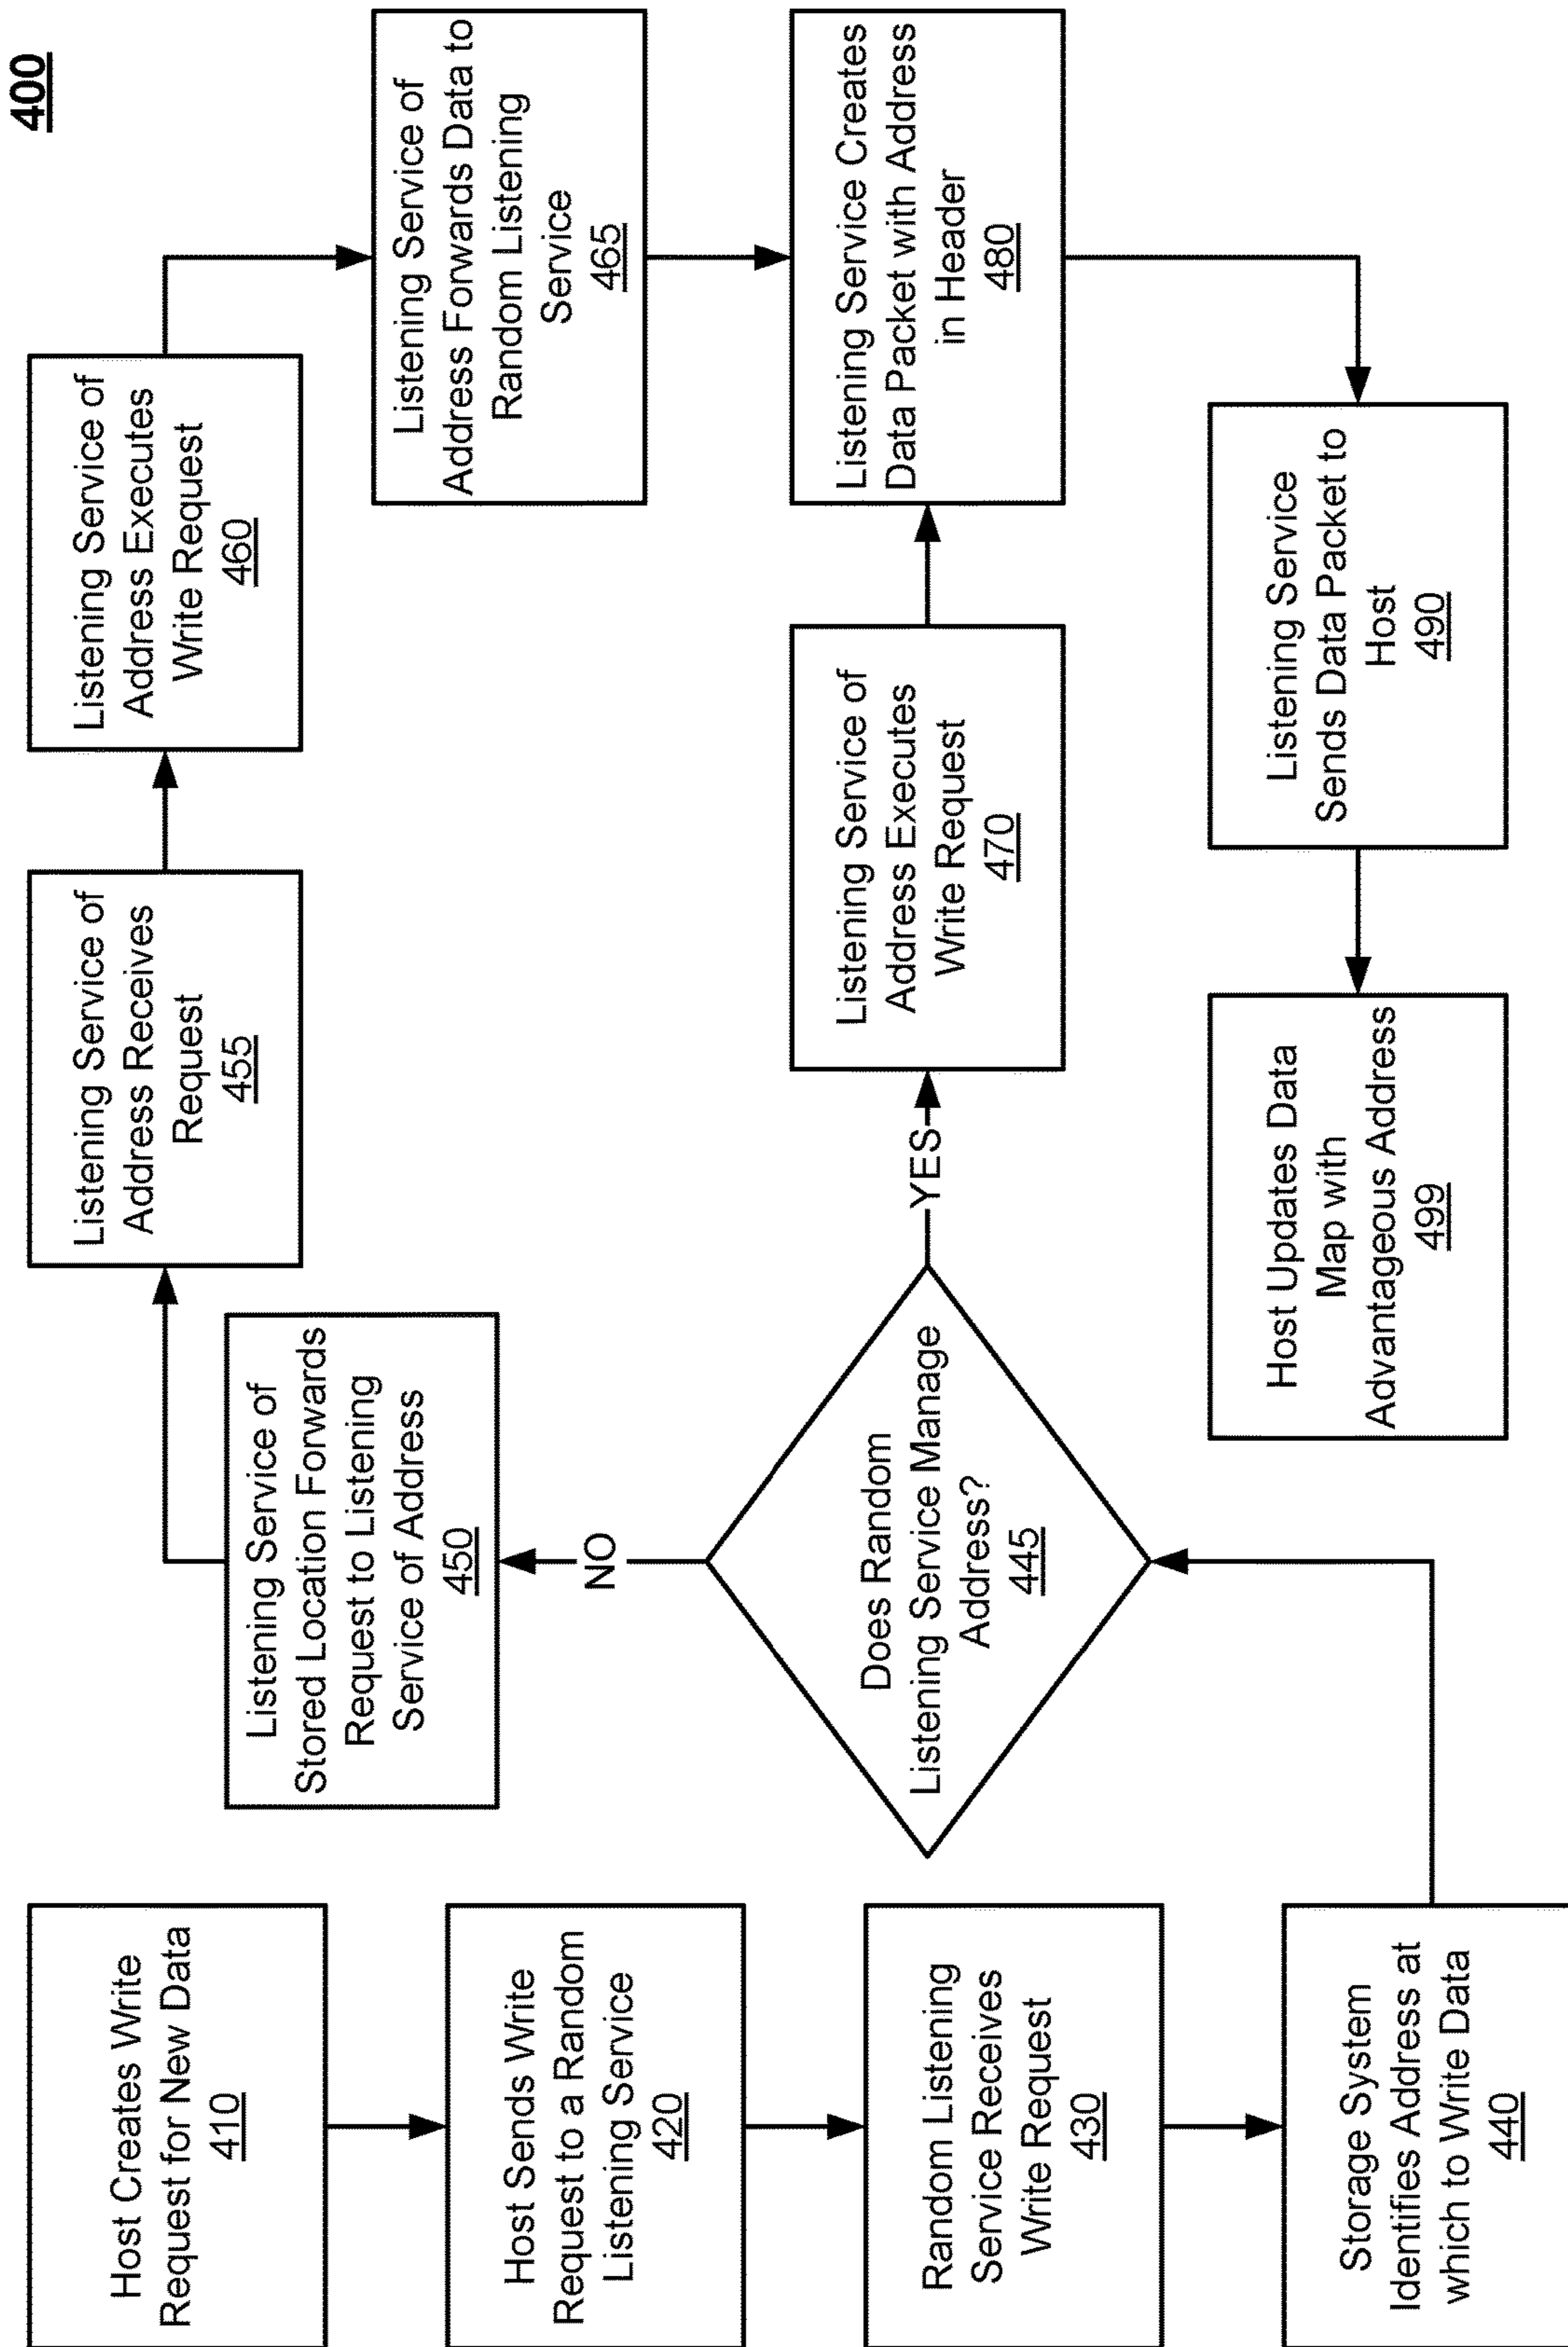 400
Host Creates Write
Request for New Data
410
Host Sends Write
Request to a Random
Listening Service
420
Random Listening
Service Receives
Write Request
430
Storage System
Identifies Address at
which to Write Data
440
Does Random
Listening Service Manage
Address?
445
NO
YES
Listening Service of
Stored Location Forwards
Request to Listening
Service of Address
450
Listening Service of
Address Receives
Request
455
Listening Service of
Address Executes
Write Request
460
Listening Service of
Address Forwards Data to
Random Listening
Service
465
Listening Service of
Address Executes
Write Request
470
Listening Service Creates
Data Packet with Address
in Header
480
Listening Service
Sends Data Packet to
Host
490
Host Updates Data
Map with
Advantageous Address
499